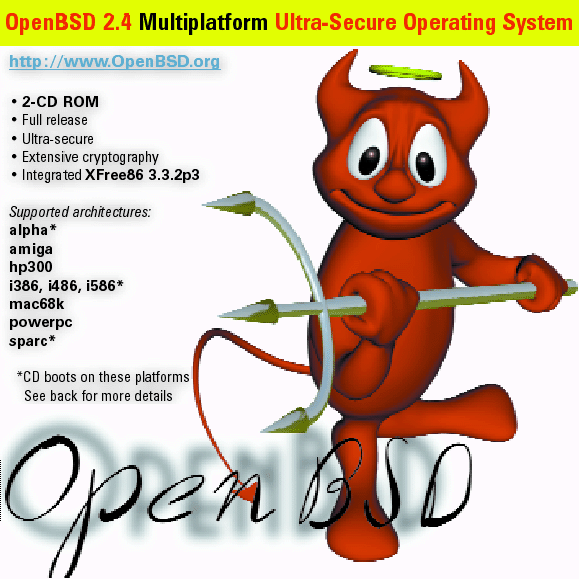 OpenBSD 2.4 Multiplatform Ultra-Secure Operating System
http://www.OpenBSD.org
• 2-CD ROM
• Full release
• Ultra-secure
• Extensive cryptography
• Integrated XFree86 3.3.2p3
Supported architectures:
alpha*
amiga
hp300
i386, i486, i586*
mac68k
powerpc
sparc*
*CD boots on these platforms
See back for more details
OpenBSD